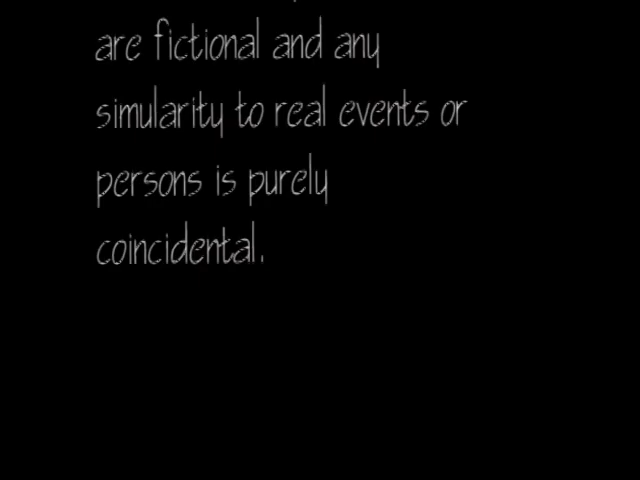 are fictional and any
simularity to real events or
persons is purely
coincidental.